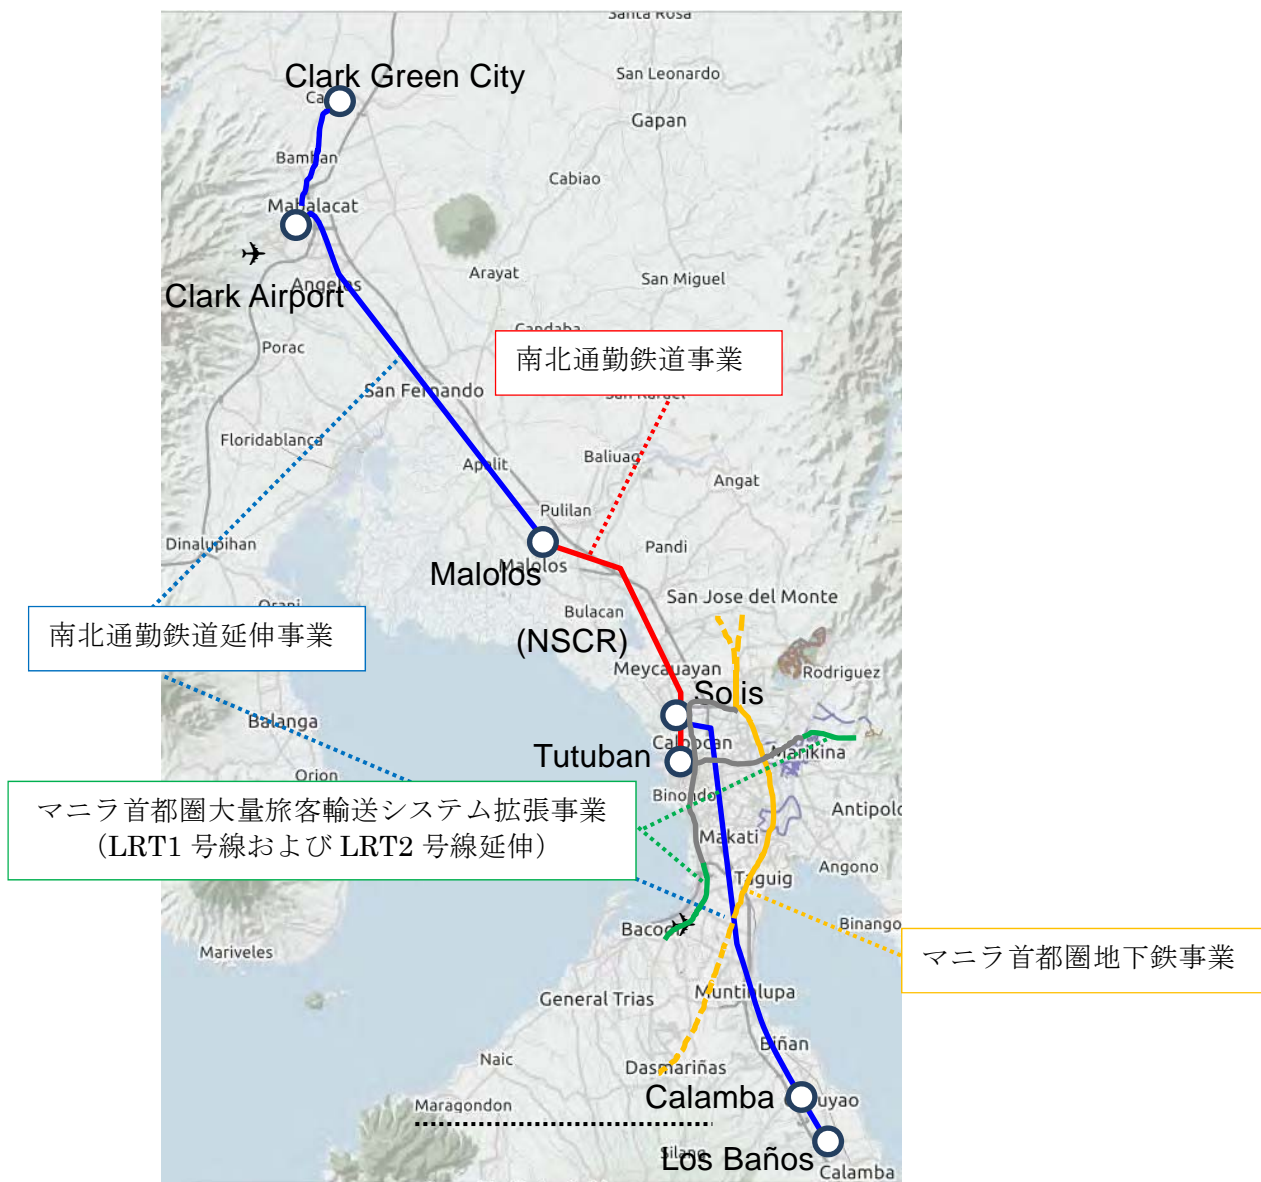 Santa Rosa
Clark Green City
San Leonardo
Gapan
Bamban
Cabiao
Mabalacat
Arayat
San Miguel
Angeles
Clark Airport
Candaba
Porac
南北通勤鉄道事業
San Fernando
San Rafael
Floridablanca
Baliuag
Apalit
Angat
Pulilan
Dinalupihan
Pandi
Malolos
Malolos
San Jose del Monte
Orani
Bulacan
南北通勤鉄道延伸事業
(NSCR)
Meycauayan
Rodriguez
Solis
Balanga
Caloocan
Tutuban
Marikina
Orion
Binondo
マニラ首都圏大量旅客輸送システム拡張事業
（LRT1 号線および LRT2 号線延伸）
Antipolo
Makati
Taguig
Angono
Bacoor
Binango
Mariveles
マニラ首都圏地下鉄事業
General Trias
Muntinlupa
Biñan
Naic
Dasmariñas
Calamba
uyao
Maragondon
Silang
Los Baños
Calamba